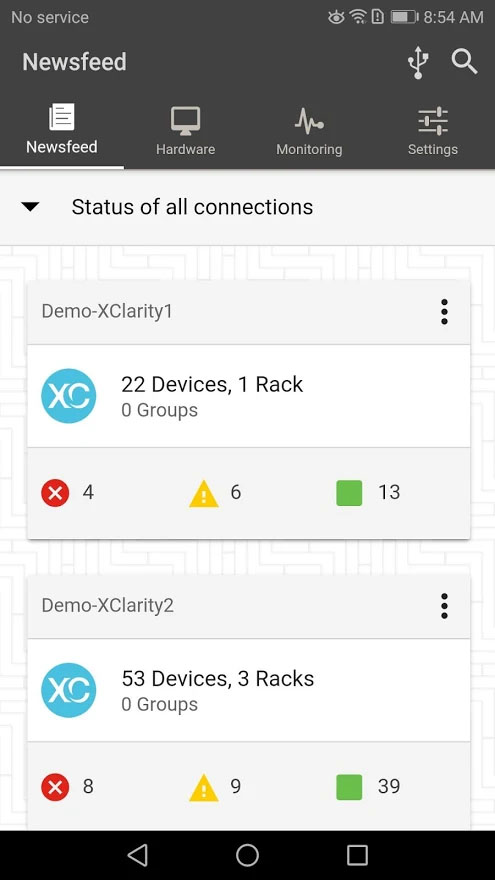 No service 8:54 AM
Newsfeed
Newsfeed Hardware Monitoring Settings
Status of all connections
Demo-XClarity1
XC 22 Devices, 1 Rack
0 Groups
4 6 13
Demo-XClarity2
XC 53 Devices, 3 Racks
0 Groups
8 9 39